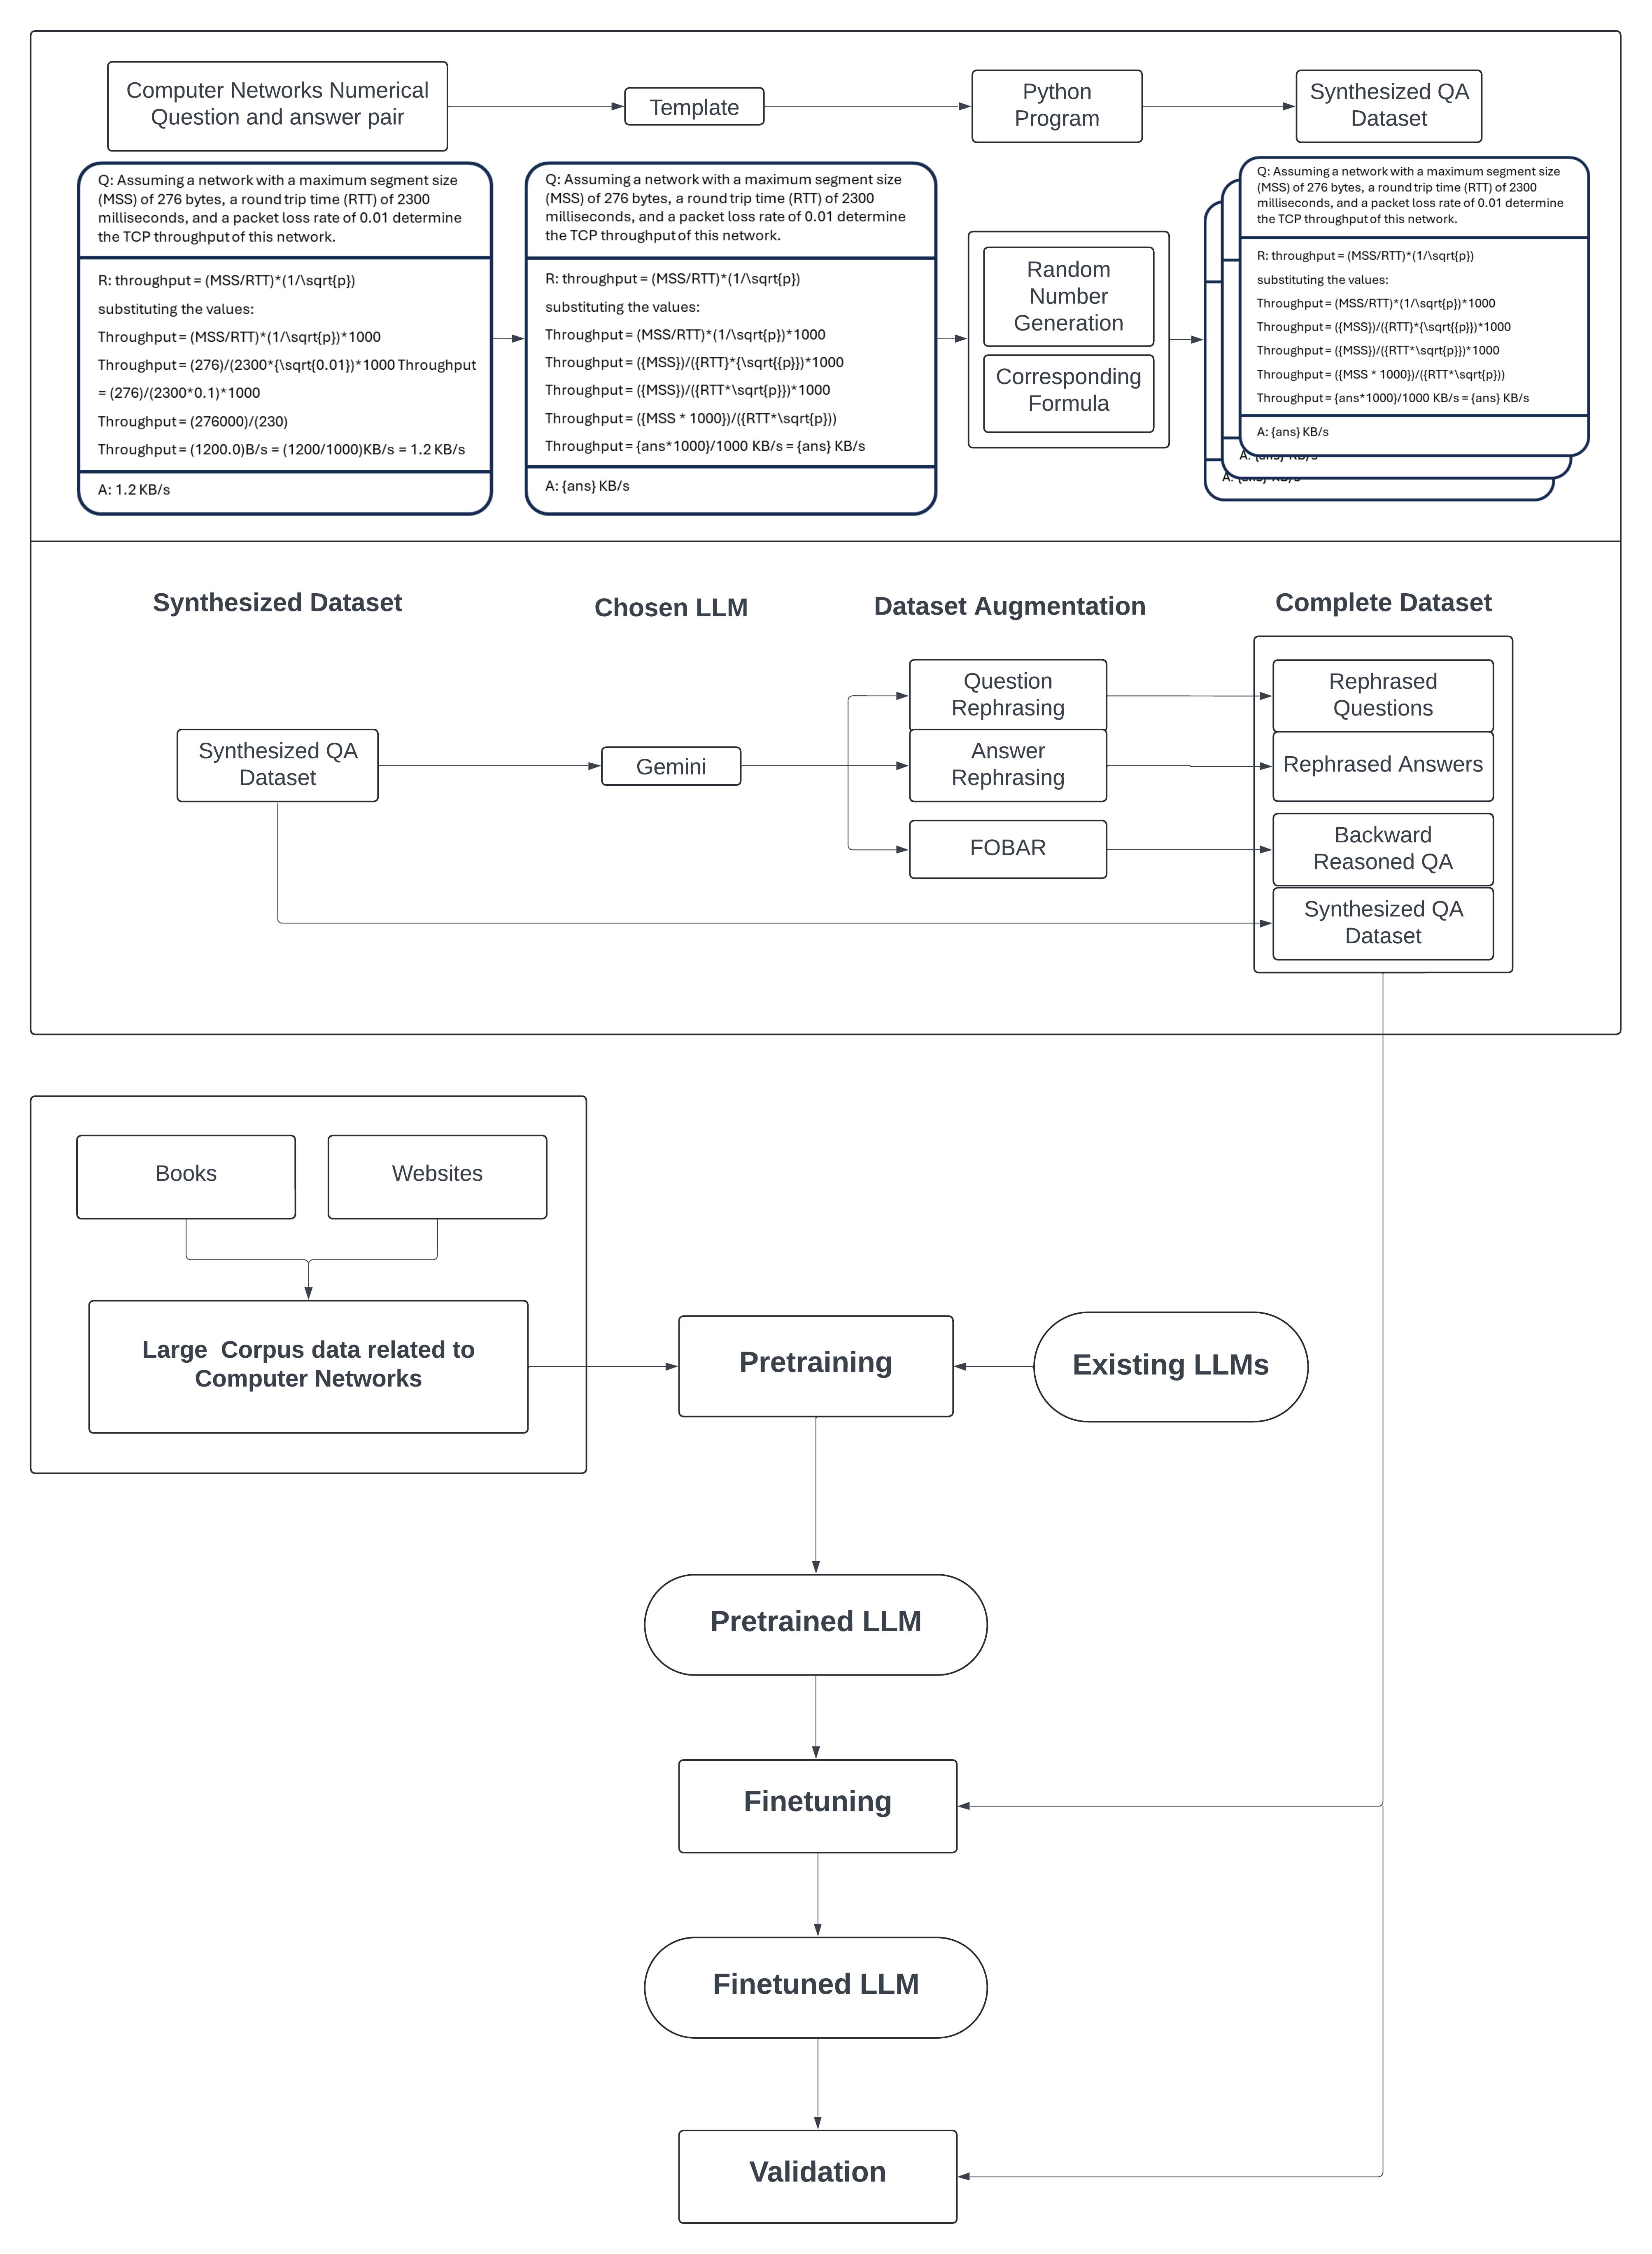 Computer Networks Numerical
Question and answer pair
Template
Python
Program
Synthesized QA
Dataset
Q: Assuming a network with a maximum segment size
(MSS) of 276 bytes, a round trip time (RTT) of 2300
milliseconds, and a packet loss rate of 0.01 determine
the TCP throughput of this network.
R: throughput = (MSS/RTT)*(1/\sqrt{p})
substituting the values:
Throughput = (MSS/RTT)*(1/\sqrt{p})*1000
Throughput = (276)/(2300*{\sqrt{0.01})*1000 Throughput
= (276)/(2300*0.1)*1000
Throughput = (276000)/(230)
Throughput = (1200.0)B/s = (1200/1000)KB/s = 1.2 KB/s
A: 1.2 KB/s
Q: Assuming a network with a maximum segment size
(MSS) of 276 bytes, a round trip time (RTT) of 2300
milliseconds, and a packet loss rate of 0.01 determine
the TCP throughput of this network.
R: throughput = (MSS/RTT)*(1/\sqrt{p})
substituting the values:
Throughput = (MSS/RTT)*(1/\sqrt{p})*1000
Throughput = ({MSS})/({RTT}*{\sqrt{{p}})*1000
Throughput = ({MSS})/({RTT*\sqrt{p}})*1000
Throughput = ({MSS * 1000})/({RTT*\sqrt{p}))
Throughput = {ans*1000}/1000 KB/s = {ans} KB/s
A: {ans} KB/s
Random
Number
Generation
Corresponding
Formula
Q: Assuming a network with a maximum segment size
(MSS) of 276 bytes, a round trip time (RTT) of 2300
milliseconds, and a packet loss rate of 0.01 determine
the TCP throughput of this network.
R: throughput = (MSS/RTT)*(1/\sqrt{p})
substituting the values:
Throughput = (MSS/RTT)*(1/\sqrt{p})*1000
Throughput = ({MSS})/({RTT}*{\sqrt{{p}})*1000
Throughput = ({MSS})/({RTT*\sqrt{p}})*1000
Throughput = ({MSS * 1000})/({RTT*\sqrt{p}))
Throughput = {ans*1000}/1000 KB/s = {ans} KB/s
A: {ans} KB/s
A: {ans} KB/s
A: {ans} KB/s
Synthesized Dataset
Chosen LLM
Dataset Augmentation
Complete Dataset
Synthesized QA
Dataset
Gemini
Question
Rephrasing
Answer
Rephrasing
FOBAR
Rephrased
Questions
Rephrased Answers
Backward
Reasoned QA
Synthesized QA
Dataset
Books
Websites
Large Corpus data related to
Computer Networks
Pretraining
Existing LLMs
Pretrained LLM
Finetuning
Finetuned LLM
Validation